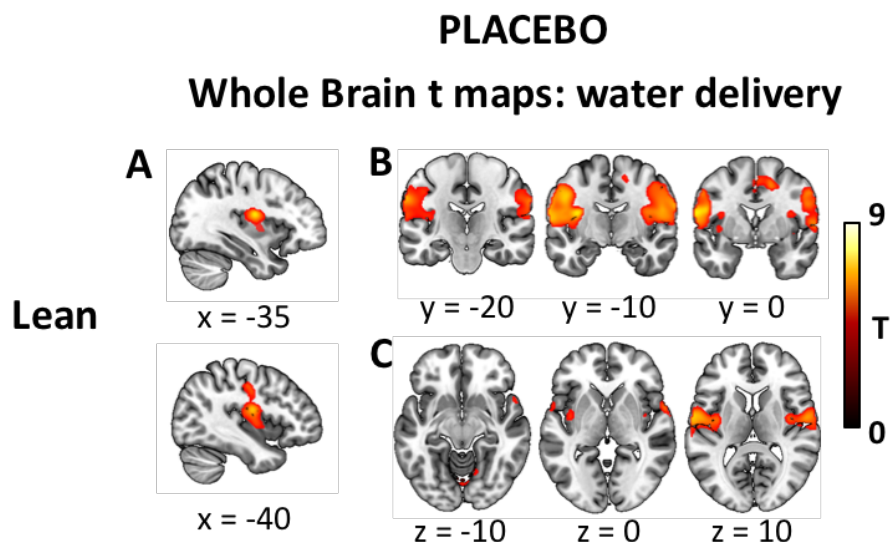 PLACEBO
Whole Brain t maps: water delivery
A
B
9
y = -20
y = -10
y = 0
Lean
x = -35
T
C
0
x = -40
z = -10
z = 0
z = 10